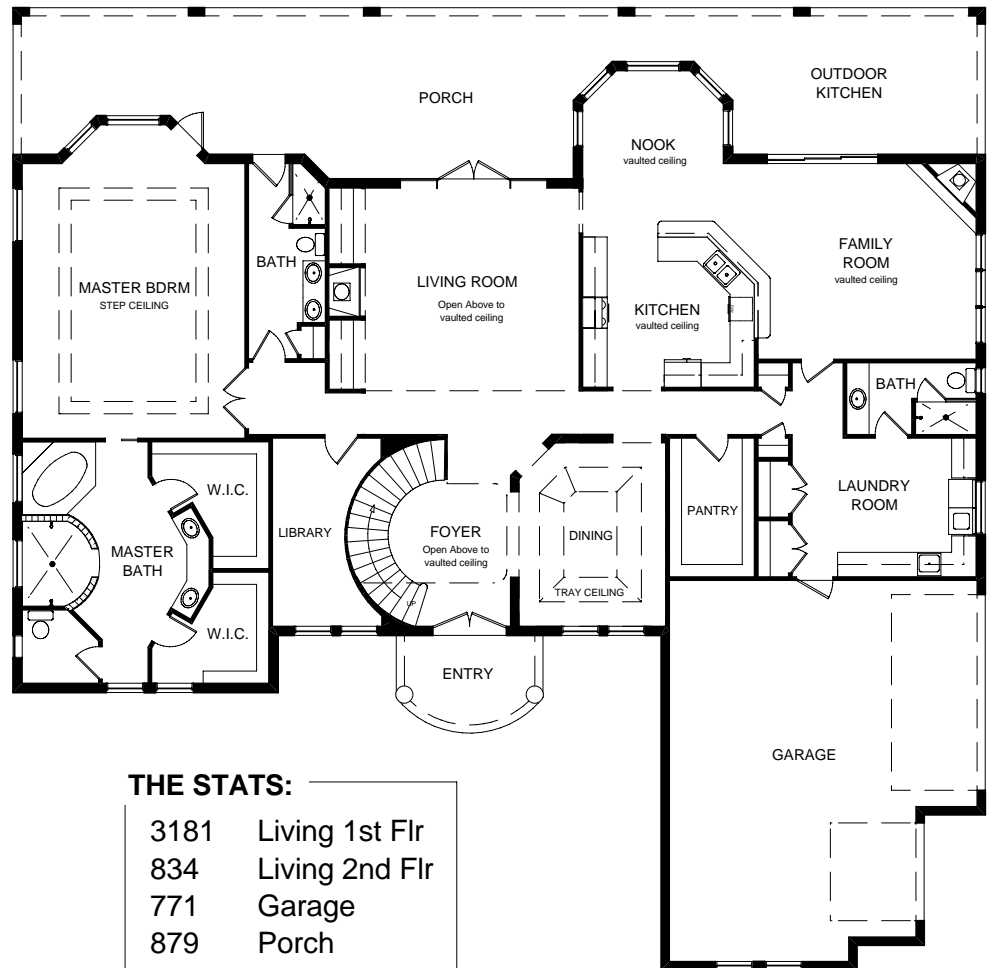 OUTDOOR
KITCHEN
PORCH
NOOK
vaulted ceiling
FAMILY
ROOM
vaulted ceiling
BATH
MASTER BDRM
STEP CEILING
LIVING ROOM
Open Above to
vaulted ceiling
KITCHEN
vaulted ceiling
BATH
W.I.C.
LAUNDRY
ROOM
PANTRY
LIBRARY
FOYER
Open Above to
vaulted ceiling
DINING
TRAY CEILING
MASTER
BATH
UP
W.I.C.
ENTRY
GARAGE
THE STATS:
3181 Living 1st Flr
834 Living 2nd Flr
771 Garage
879 Porch